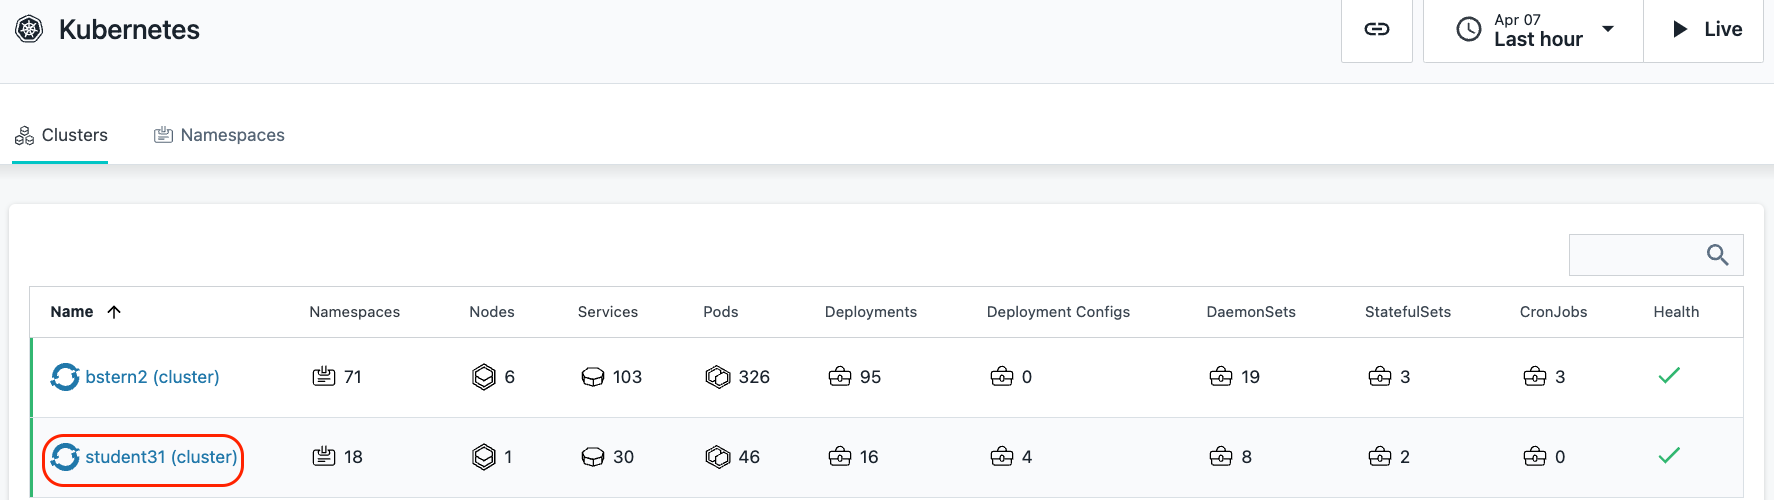 Kubernetes
Apr 07
Last hour
Live
Clusters Namespaces
Name Namespaces Nodes Services Pods Deployments Deployment Configs DaemonSets StatefulSets CronJobs Health
bstern2 (cluster) 71 6 103 326 95 0 19 3 3
student31 (cluster) 18 1 30 46 16 4 8 2 0